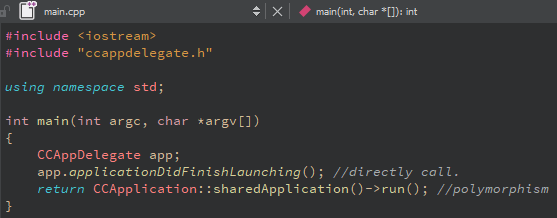 main.cpp main(int, char *[]): int
#include <iostream>
#include "ccappdelegate.h"
using namespace std;
int main(int argc, char *argv[])
{
    CCAppDelegate app;
    app.applicationDidFinishLaunching(); //directly call.
    return CCApplication::sharedApplication()->run(); //polymorphism
}